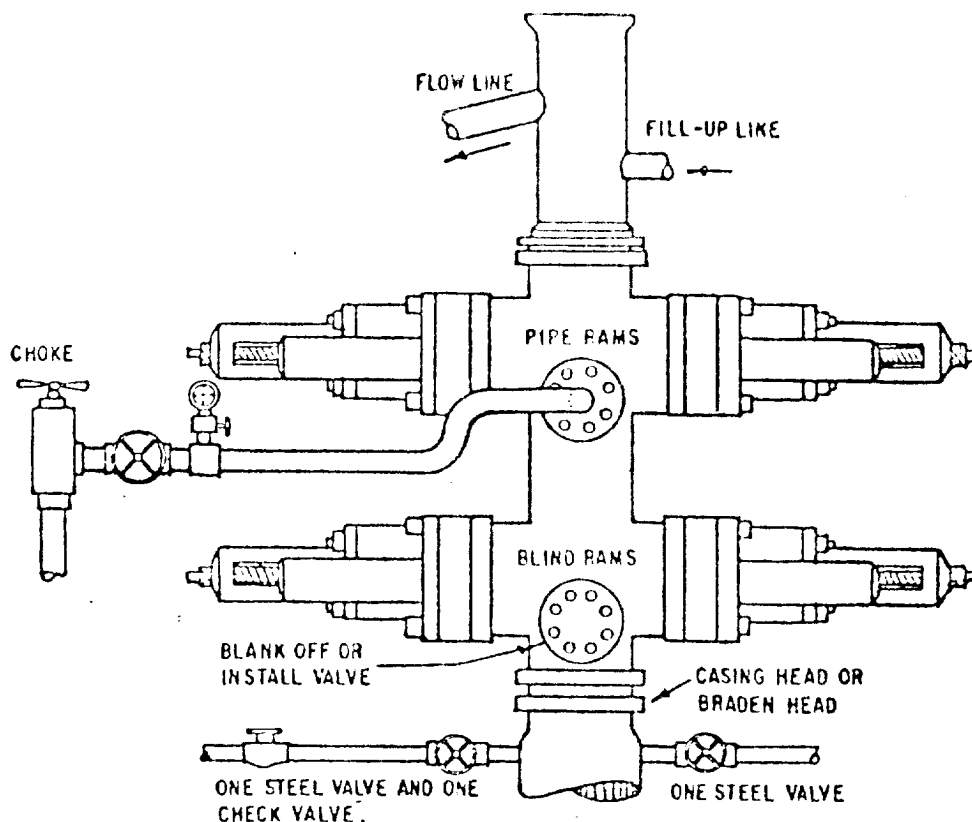 FLOW LINE
FILL-UP LIKE
PIPE RAMS
CHOKE
BLIND RAMS
BLANK OFF OR
INSTALL VALVE
CASING HEAD OR
BRADEN HEAD
ONE STEEL VALVE AND ONE
CHECK VALVE.
ONE STEEL VALVE